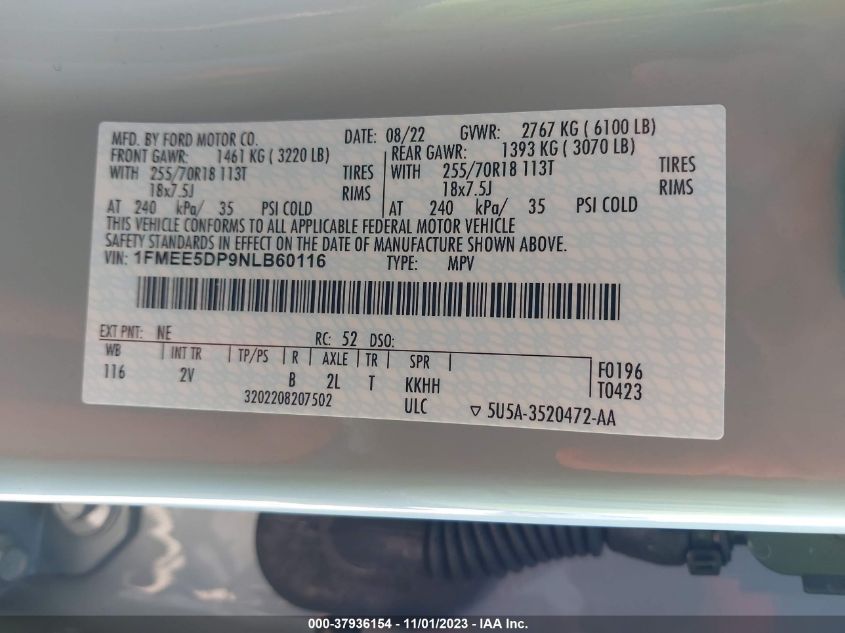 MFD. BY FORD MOTOR CO. DATE: 08/22 GVWR: 2767 KG ( 6100 LB)
FRONT GAWR: 1461 KG ( 3220 LB) REAR GAWR: 1393 KG ( 3070 LB)
WITH 255/70R18 113T TIRES WITH 255/70R18 113T TIRES
18x7.5J RIMS 18x7.5J RIMS
AT 240 kPa/ 35 PSI COLD AT 240 kPa/ 35 PSI COLD
THIS VEHICLE CONFORMS TO ALL APPLICABLE FEDERAL MOTOR VEHICLE
SAFETY STANDARDS IN EFFECT ON THE DATE OF MANUFACTURE SHOWN ABOVE.
VIN: 1FMEE5DP9NLB60116 TYPE: MPV
EXT PNT: NE RC: 52 DSO:
WB INT TR TP/PS R AXLE TR SPR F0196
116 2V B 2L T KKHH T0423
3202208207502 ULC ▽ 5U5A-3520472-AA
000-37936154 - 11/01/2023 - IAA Inc.